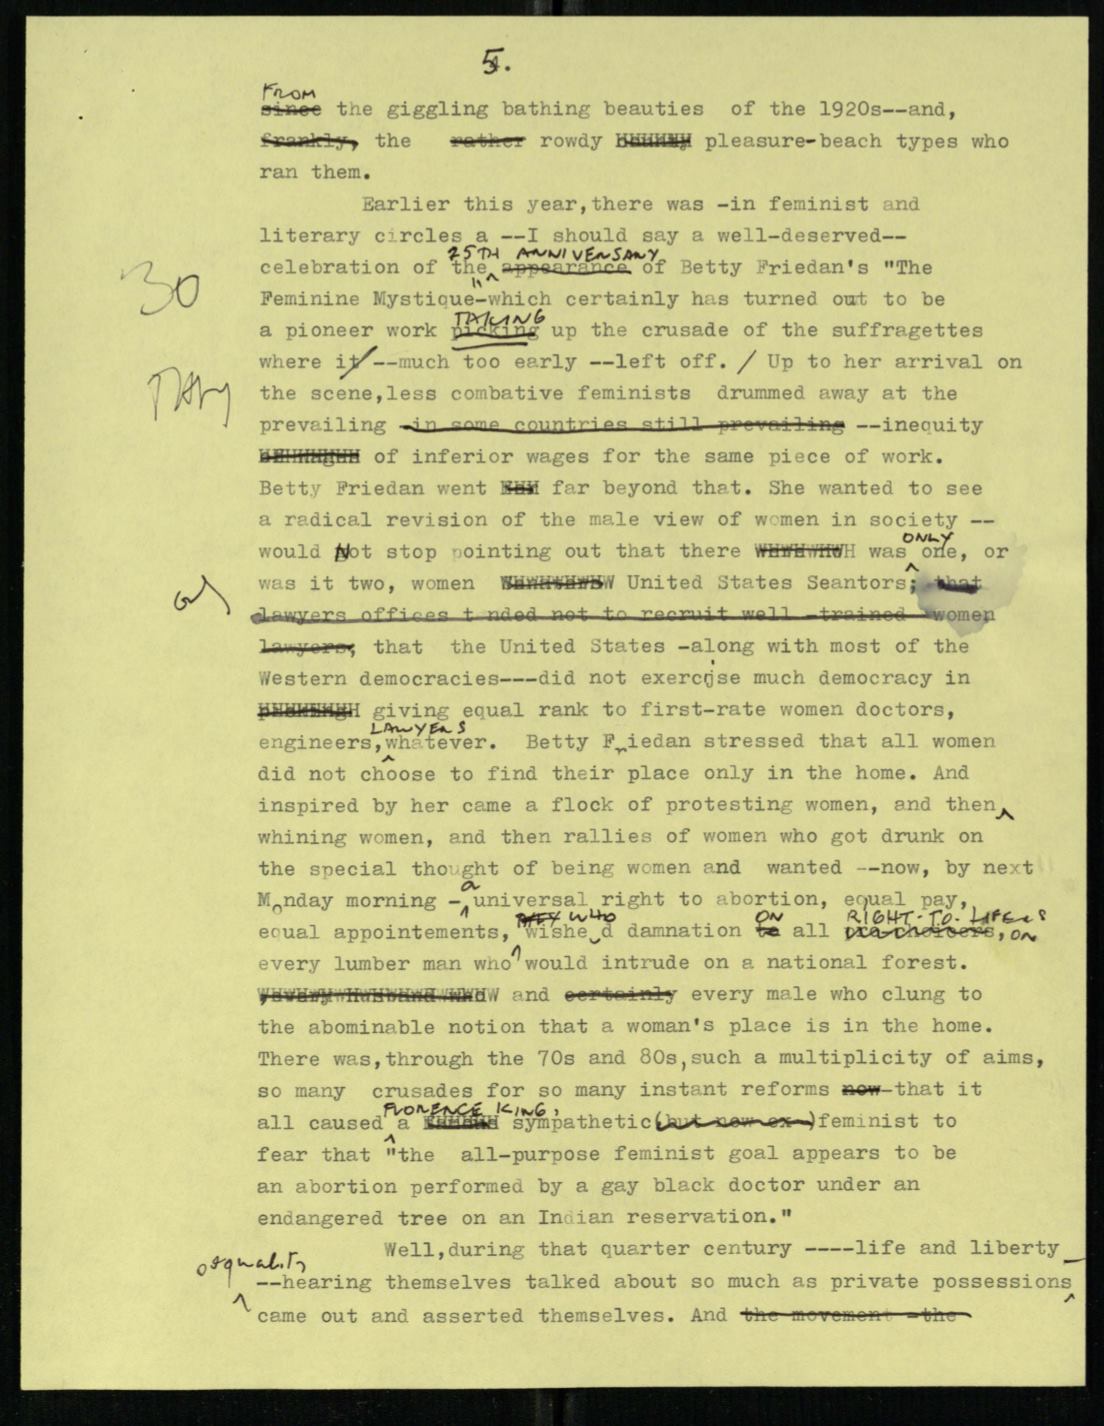 5.
FROM
since the giggling bathing beauties of the 1920s--and,
frankly, the rather rowdy pleasure-beach types who
ran them.
Earlier this year,there was -in feminist and
literary circles a --I should say a well-deserved--
25TH ANNIVERSARY
celebration of the appearance of Betty Friedan's "The
Feminine Mystique"-which certainly has turned out to be
TAKING
a pioneer work picking up the crusade of the suffragettes
30
where it --much too early --left off. / Up to her arrival on
the scene,less combative feminists drummed away at the
prevailing in some countries still prevailing --inequity
of inferior wages for the same piece of work.
Betty Friedan went far beyond that. She wanted to see
a radical revision of the male view of women in society --
ONLY
would Not stop pointing out that there was one, or
was it two, women United States Seantors; that
lawyers offices t nded not to recruit well -trained women
lawyers, that the United States -along with most of the
Western democracies---did not exercise much democracy in
giving equal rank to first-rate women doctors,
LAWYERS
engineers,whatever. Betty Friedan stressed that all women
did not choose to find their place only in the home. And
inspired by her came a flock of protesting women, and then
whining women, and then rallies of women who got drunk on
the special thought of being women and wanted --now, by next
a
Monday morning - universal right to abortion, equal pay,
WHO ON RIGHT-TO-LIFERS
equal appointements, wishe d damnation to all pro-choicers, ON
every lumber man who would intrude on a national forest.
and certainly every male who clung to
the abominable notion that a woman's place is in the home.
There was,through the 70s and 80s,such a multiplicity of aims,
so many crusades for so many instant reforms now-that it
FLORENCE KING,
all caused a sympathetic(but now ex-)feminist to
fear that "the all-purpose feminist goal appears to be
an abortion performed by a gay black doctor under an
endangered tree on an Indian reservation."
Well,during that quarter century ----life and liberty
equality
--hearing themselves talked about so much as private possessions
came out and asserted themselves. And the movement -the